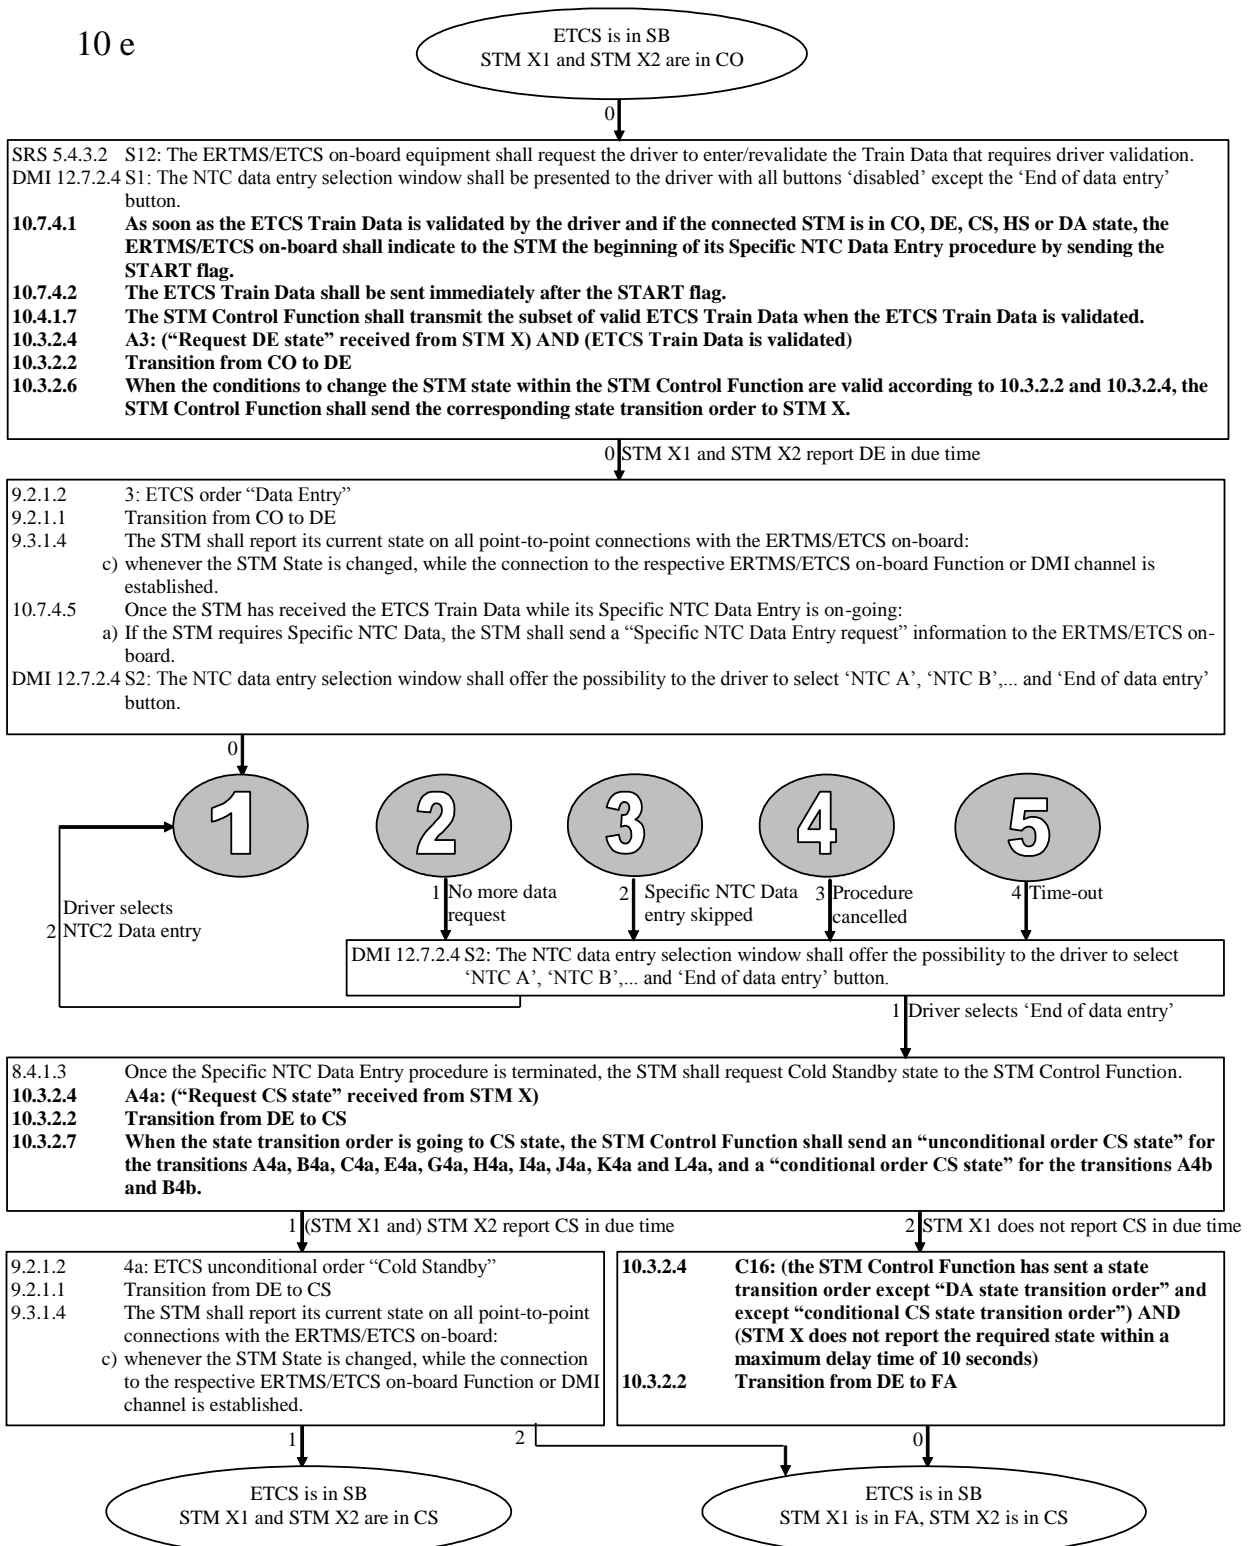 10 e
ETCS is in SB
STM X1 and STM X2 are in CO
0
SRS 5.4.3.2 S12: The ERTMS/ETCS on-board equipment shall request the driver to enter/revalidate the Train Data that requires driver validation.
DMI 12.7.2.4 S1: The NTC data entry selection window shall be presented to the driver with all buttons ‘disabled’ except the ‘End of data entry’
button.
10.7.4.1 As soon as the ETCS Train Data is validated by the driver and if the connected STM is in CO, DE, CS, HS or DA state, the
ERTMS/ETCS on-board shall indicate to the STM the beginning of its Specific NTC Data Entry procedure by sending the
START flag.
10.7.4.2 The ETCS Train Data shall be sent immediately after the START flag.
10.4.1.7 The STM Control Function shall transmit the subset of valid ETCS Train Data when the ETCS Train Data is validated.
10.3.2.4 A3: (“Request DE state” received from STM X) AND (ETCS Train Data is validated)
10.3.2.2 Transition from CO to DE
10.3.2.6 When the conditions to change the STM state within the STM Control Function are valid according to 10.3.2.2 and 10.3.2.4, the
STM Control Function shall send the corresponding state transition order to STM X.
0 STM X1 and STM X2 report DE in due time
9.2.1.2 3: ETCS order “Data Entry”
9.2.1.1 Transition from CO to DE
9.3.1.4 The STM shall report its current state on all point-to-point connections with the ERTMS/ETCS on-board:
c) whenever the STM State is changed, while the connection to the respective ERTMS/ETCS on-board Function or DMI channel is
established.
10.7.4.5 Once the STM has received the ETCS Train Data while its Specific NTC Data Entry is on-going:
a) If the STM requires Specific NTC Data, the STM shall send a “Specific NTC Data Entry request” information to the ERTMS/ETCS on-
board.
DMI 12.7.2.4 S2: The NTC data entry selection window shall offer the possibility to the driver to select ‘NTC A’, ‘NTC B’,... and ‘End of data entry’
button.
0
1 2 3 4 5
1 No more data
request
2 Specific NTC Data
entry skipped
3 Procedure
cancelled
4 Time-out
Driver selects
2 NTC2 Data entry
DMI 12.7.2.4 S2: The NTC data entry selection window shall offer the possibility to the driver to select
‘NTC A’, ‘NTC B’,... and ‘End of data entry’ button.
1 Driver selects ‘End of data entry’
8.4.1.3 Once the Specific NTC Data Entry procedure is terminated, the STM shall request Cold Standby state to the STM Control Function.
10.3.2.4 A4a: (“Request CS state” received from STM X)
10.3.2.2 Transition from DE to CS
10.3.2.7 When the state transition order is going to CS state, the STM Control Function shall send an “unconditional order CS state” for
the transitions A4a, B4a, C4a, E4a, G4a, H4a, I4a, J4a, K4a and L4a, and a “conditional order CS state” for the transitions A4b
and B4b.
1 (STM X1 and) STM X2 report CS in due time
2 STM X1 does not report CS in due time
9.2.1.2 4a: ETCS unconditional order “Cold Standby”
9.2.1.1 Transition from DE to CS
9.3.1.4 The STM shall report its current state on all point-to-point
connections with the ERTMS/ETCS on-board:
c) whenever the STM State is changed, while the connection
to the respective ERTMS/ETCS on-board Function or DMI
channel is established.
10.3.2.4 C16: (the STM Control Function has sent a state
transition order except “DA state transition order” and
except “conditional CS state transition order”) AND
(STM X does not report the required state within a
maximum delay time of 10 seconds)
10.3.2.2 Transition from DE to FA
1
2
0
ETCS is in SB
STM X1 and STM X2 are in CS
ETCS is in SB
STM X1 is in FA, STM X2 is in CS